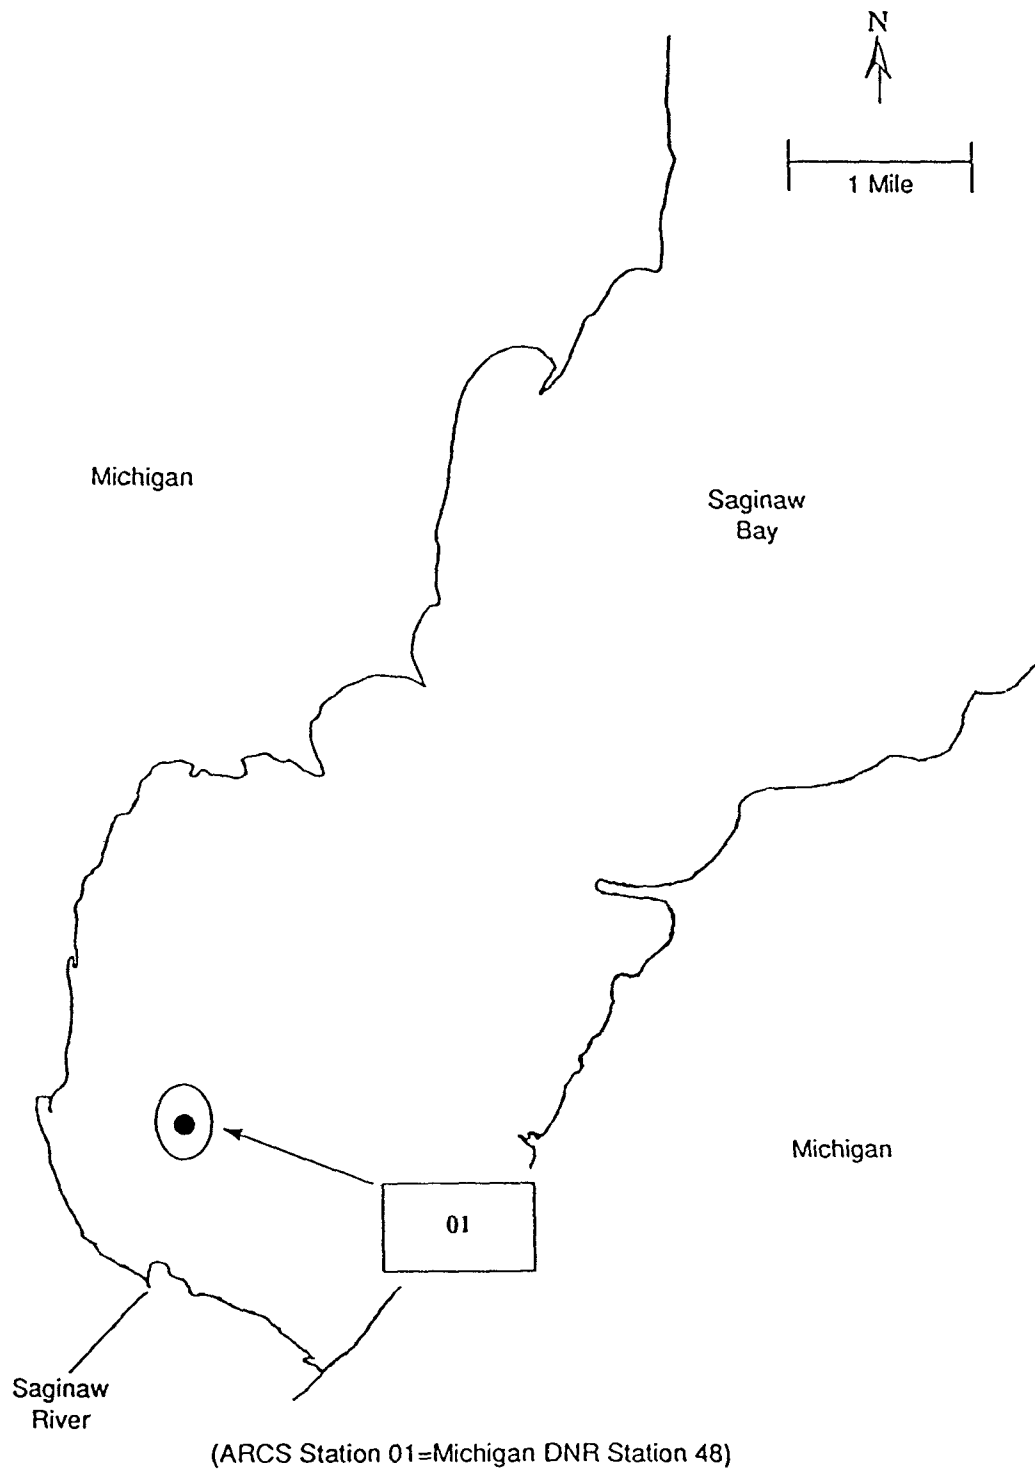 N
1 Mile
Michigan
Saginaw
Bay
Michigan
01
Saginaw
River
(ARCS Station 01=Michigan DNR Station 48)